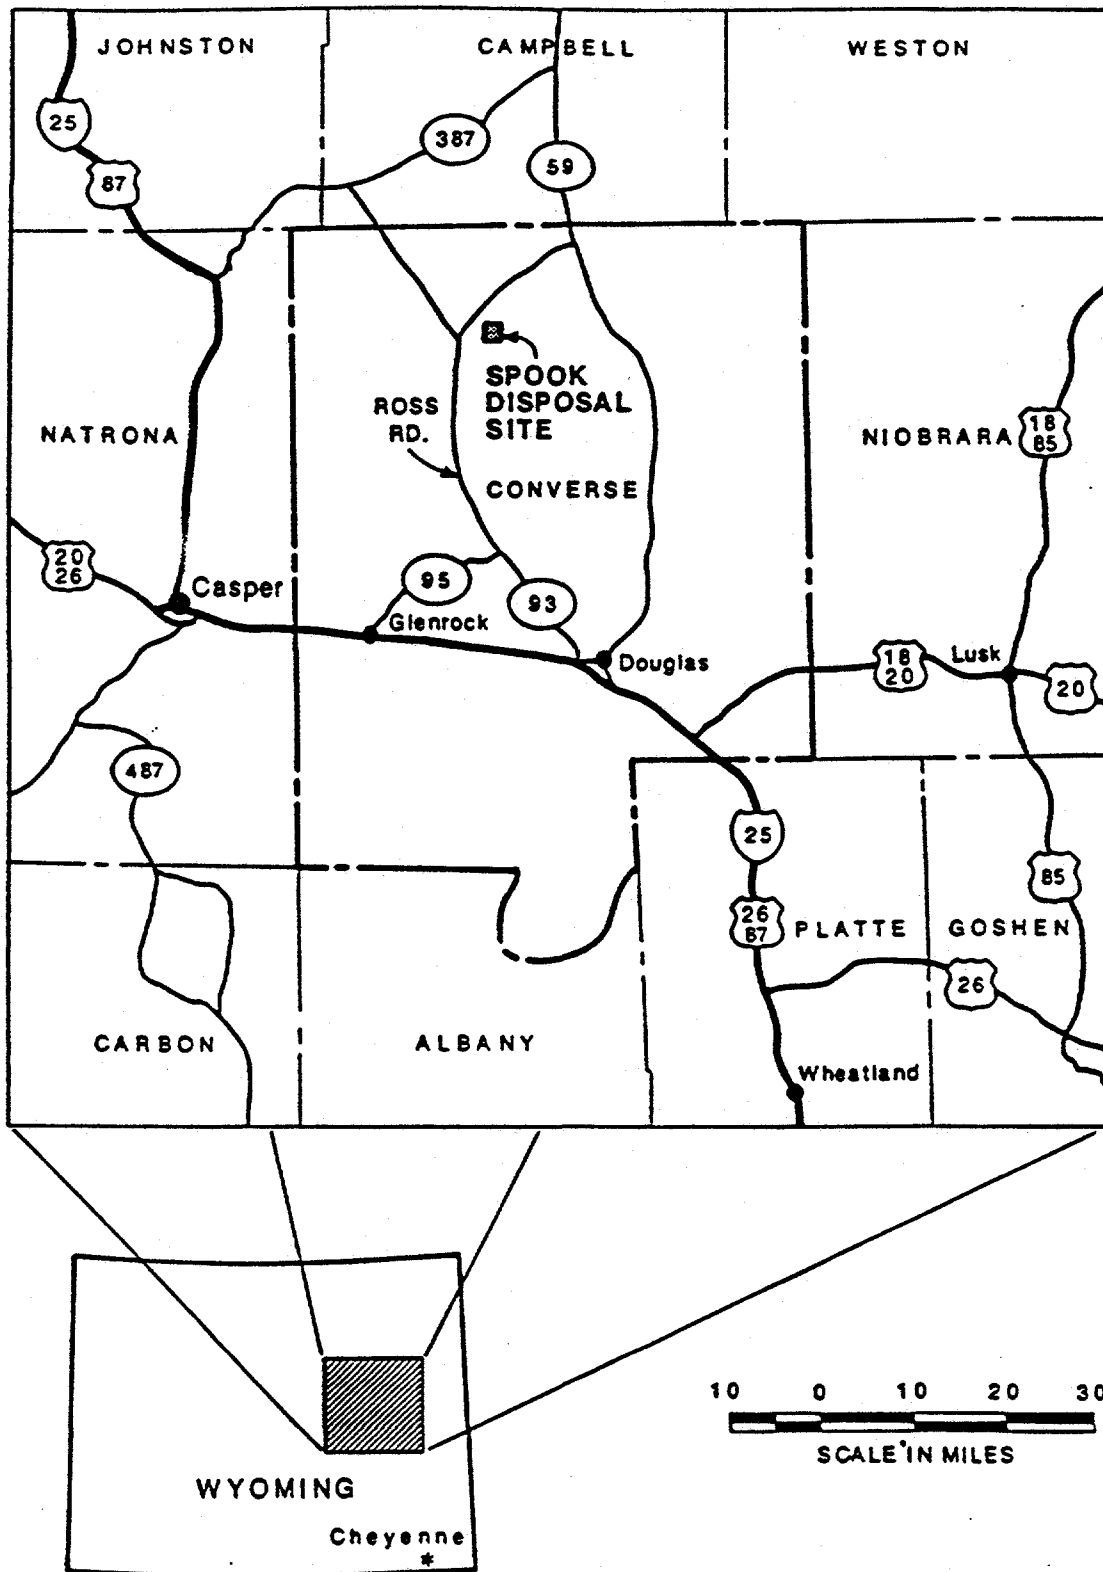 JOHNSTON
CAMPBELL
WESTON
25
387
87
59
SPOOK
DISPOSAL
SITE
ROSS
RD.
NATRONA
NIOBRARA
18
85
CONVERSE
20
26
95
Casper
93
Glenrock
Douglas
18
20
Lusk
20
487
25
85
26
87
PLATTE
GOSHEN
26
CARBON
ALBANY
Wheatland
10 0 10 20 30
SCALE IN MILES
WYOMING
Cheyenne
*